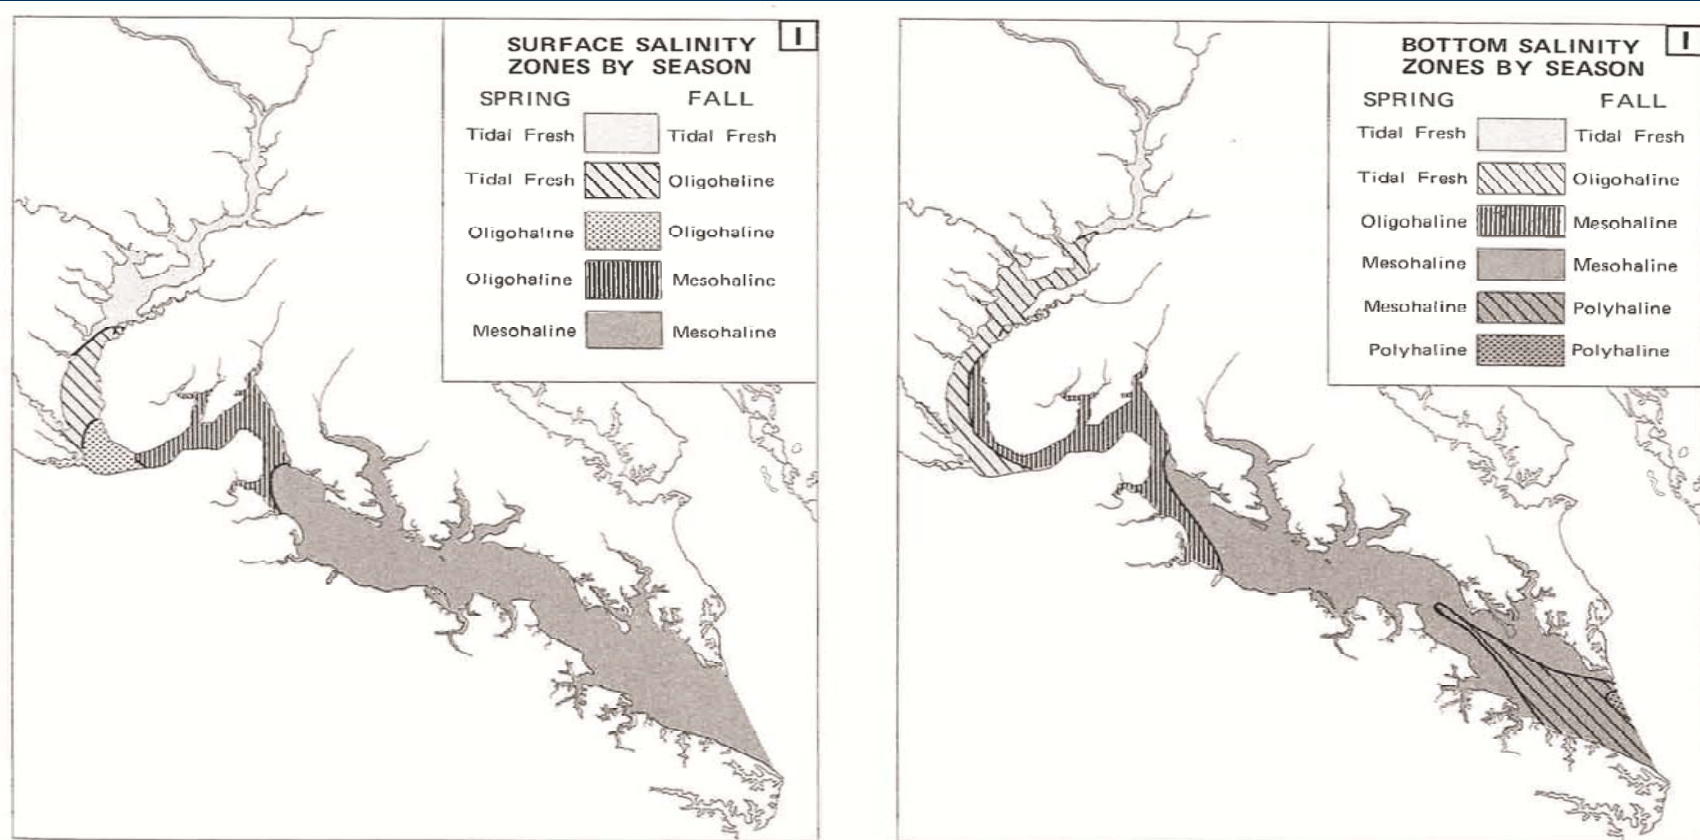 I
SURFACE SALINITY
ZONES BY SEASON
SPRING FALL
Tidal Fresh Tidal Fresh
Tidal Fresh Oligohaline
Oligohaline Oligohaline
Oligohaline Mesohaline
Mesohaline Mesohaline
I
BOTTOM SALINITY
ZONES BY SEASON
SPRING FALL
Tidal Fresh Tidal Fresh
Tidal Fresh Oligohaline
Oligohaline Mesohaline
Mesohaline Mesohaline
Mesohaline Polyhaline
Polyhaline Polyhaline